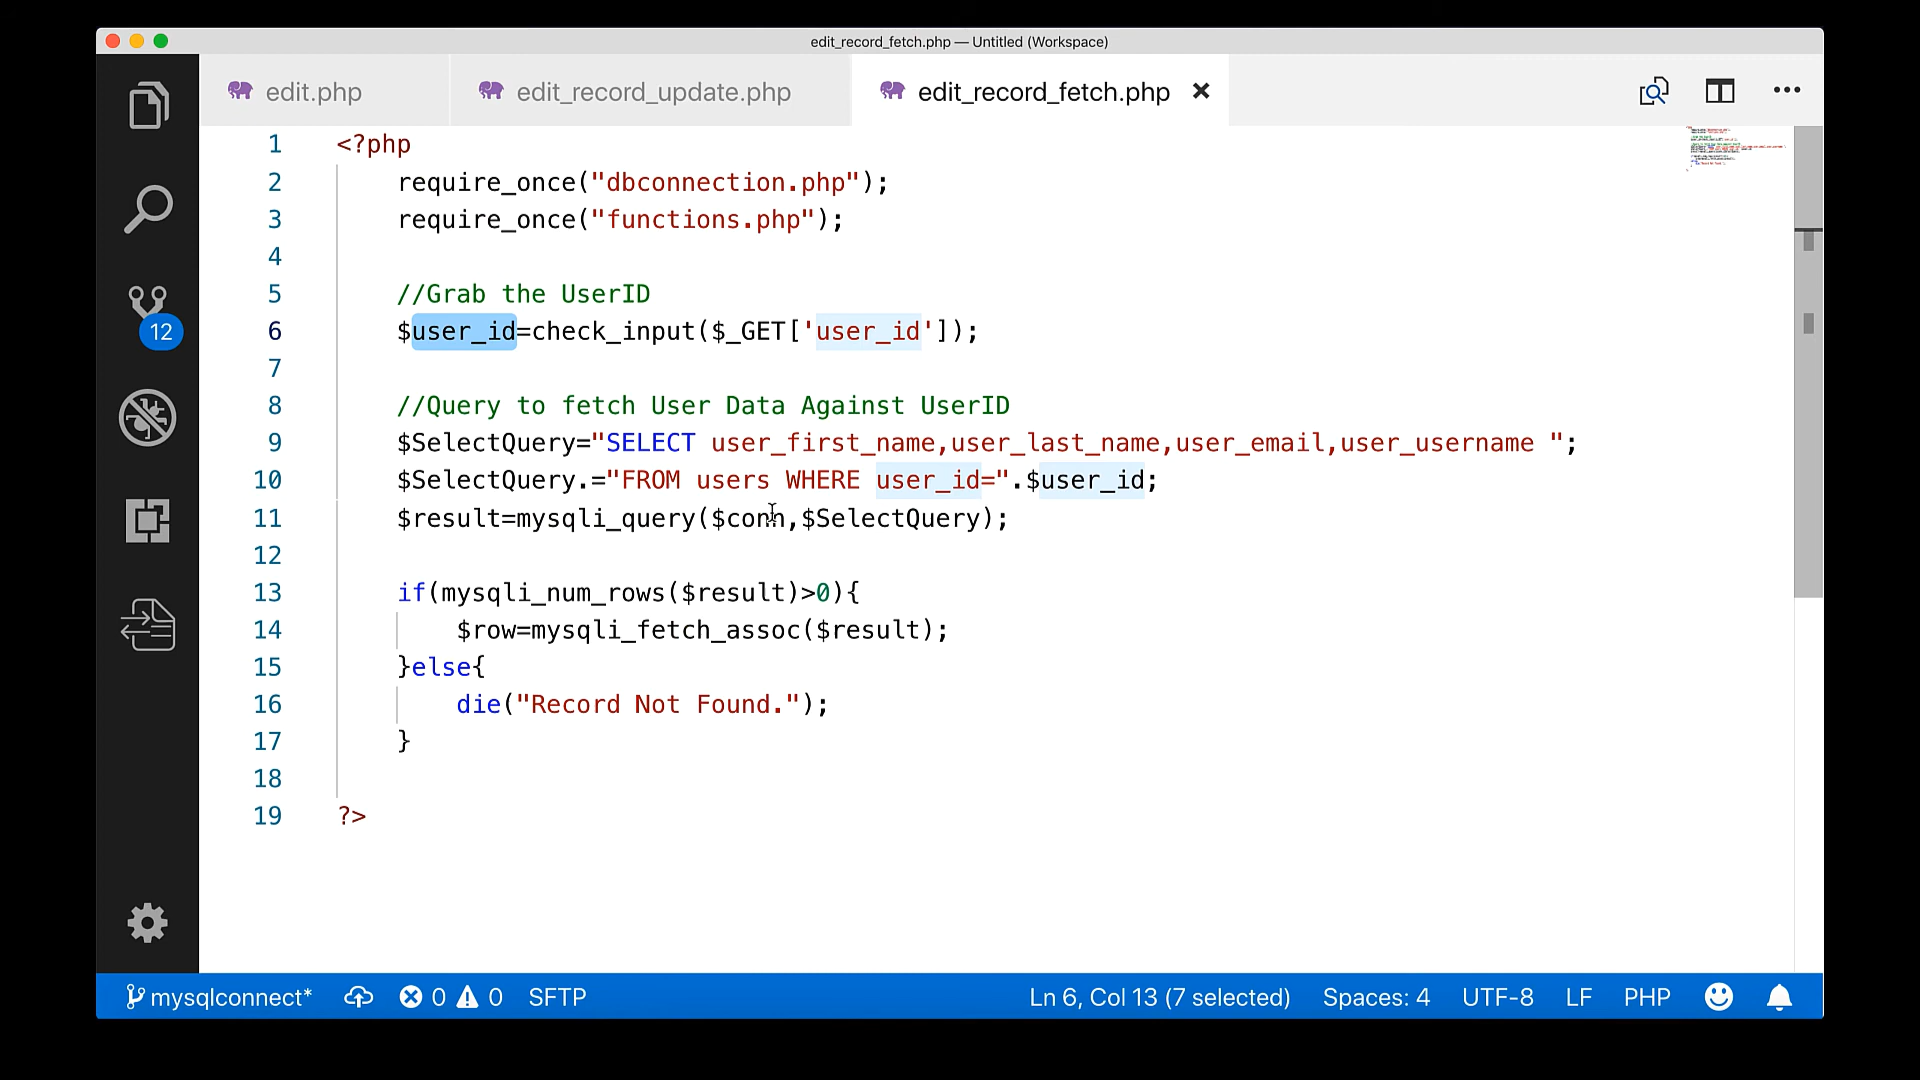 edit_record_fetch.php — Untitled (Workspace)
edit.php edit_record_update.php edit_record_fetch.php
1 <?php
2 require_once("dbconnection.php");
3 require_once("functions.php");
4
5 //Grab the UserID
6 $user_id=check_input($_GET['user_id']);
7
8 //Query to fetch User Data Against UserID
9 $SelectQuery="SELECT user_first_name,user_last_name,user_email,user_username ";
10 $SelectQuery.="FROM users WHERE user_id=".$user_id;
11 $result=mysqli_query($conn,$SelectQuery);
12
13 if(mysqli_num_rows($result)>0){
14 $row=mysqli_fetch_assoc($result);
15 }else{
16 die("Record Not Found.");
17 }
18
19 ?>
12
mysqlconnect* 0 0 SFTP Ln 6, Col 13 (7 selected) Spaces: 4 UTF-8 LF PHP